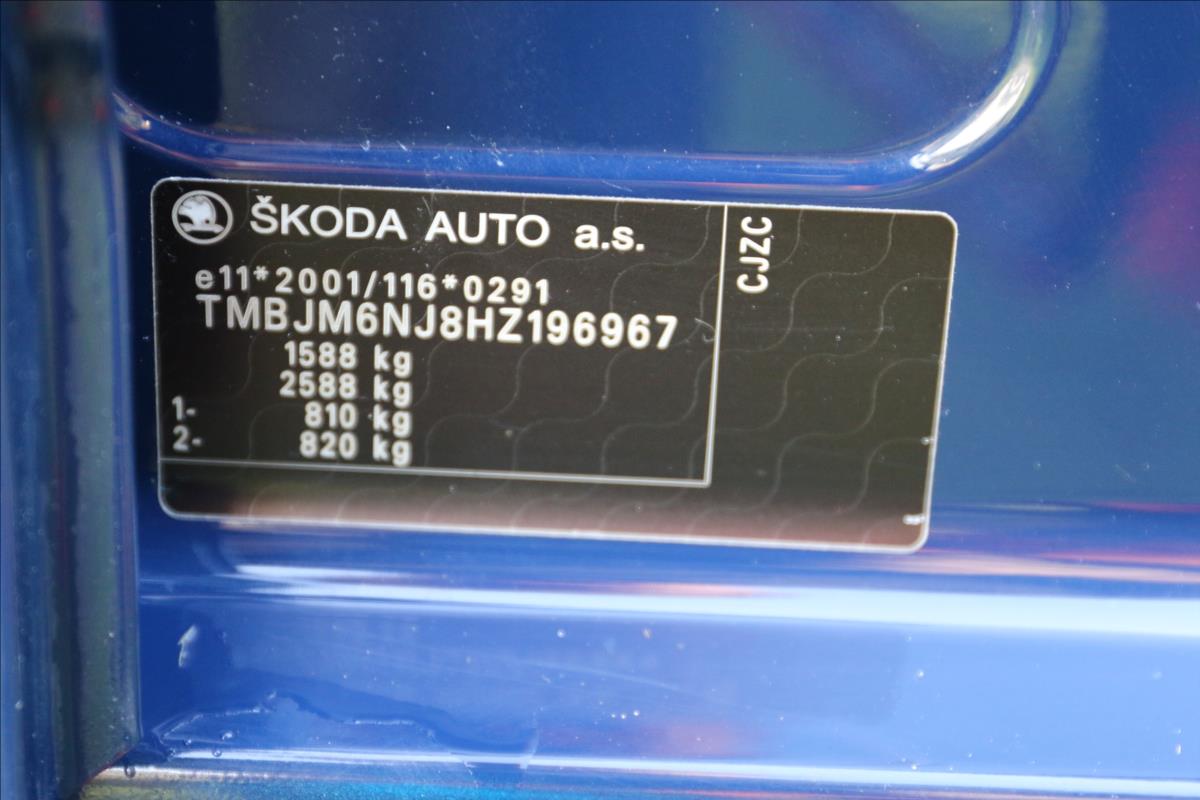 ŠKODA AUTO a.s.
e11*2001/116*0291
TMBJM6NJ8HZ196967
1588 kg
2588 kg
1- 810 kg
2- 820 kg
CJZC